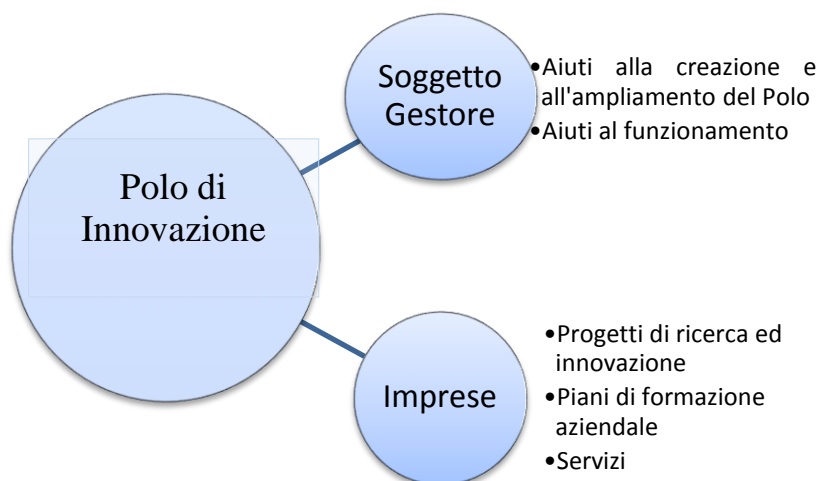 Polo di
Innovazione
Soggetto
Gestore
•Aiuti alla creazione e
all'ampliamento del Polo
•Aiuti al funzionamento
Imprese
•Progetti di ricerca ed
innovazione
•Piani di formazione
aziendale
•Servizi